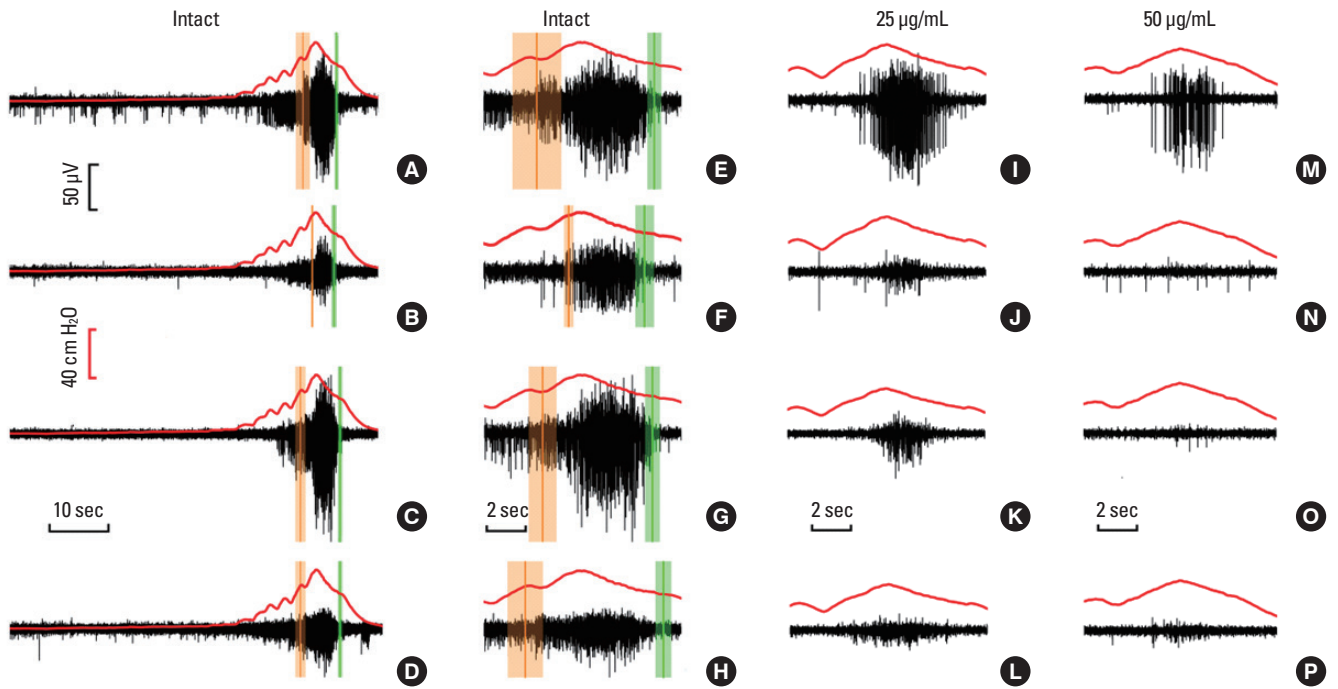 Intact
Intact
25 µg/mL
50 µg/mL
50 µV
A
E
I
M
B
F
J
N
40 cm H₂O
10 sec
C
2 sec
G
2 sec
K
2 sec
O
D
H
L
P